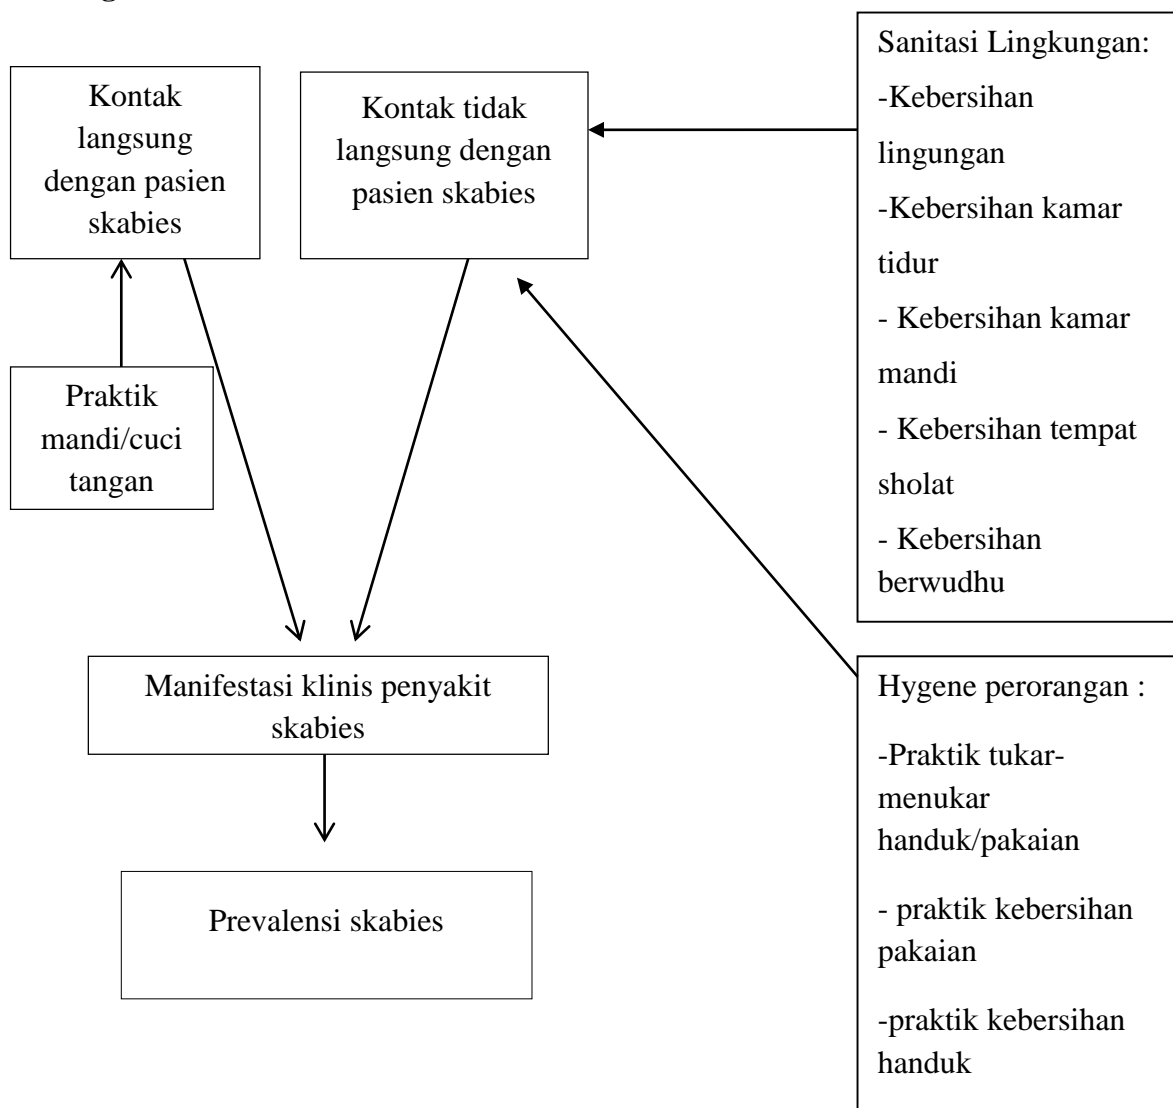 Kontak
langsung
dengan pasien
skabies
Kontak tidak
langsung dengan
pasien skabies
Sanitasi Lingkungan:
-Kebersihan
lingungan
-Kebersihan kamar
tidur
- Kebersihan kamar
mandi
- Kebersihan tempat
sholat
- Kebersihan
berwudhu
Praktik
mandi/cuci
tangan
Manifestasi klinis penyakit
skabies
Hygene perorangan :
-Praktik tukar-
menukar
handuk/pakaian
- praktik kebersihan
pakaian
-praktik kebersihan
handuk
Prevalensi skabies